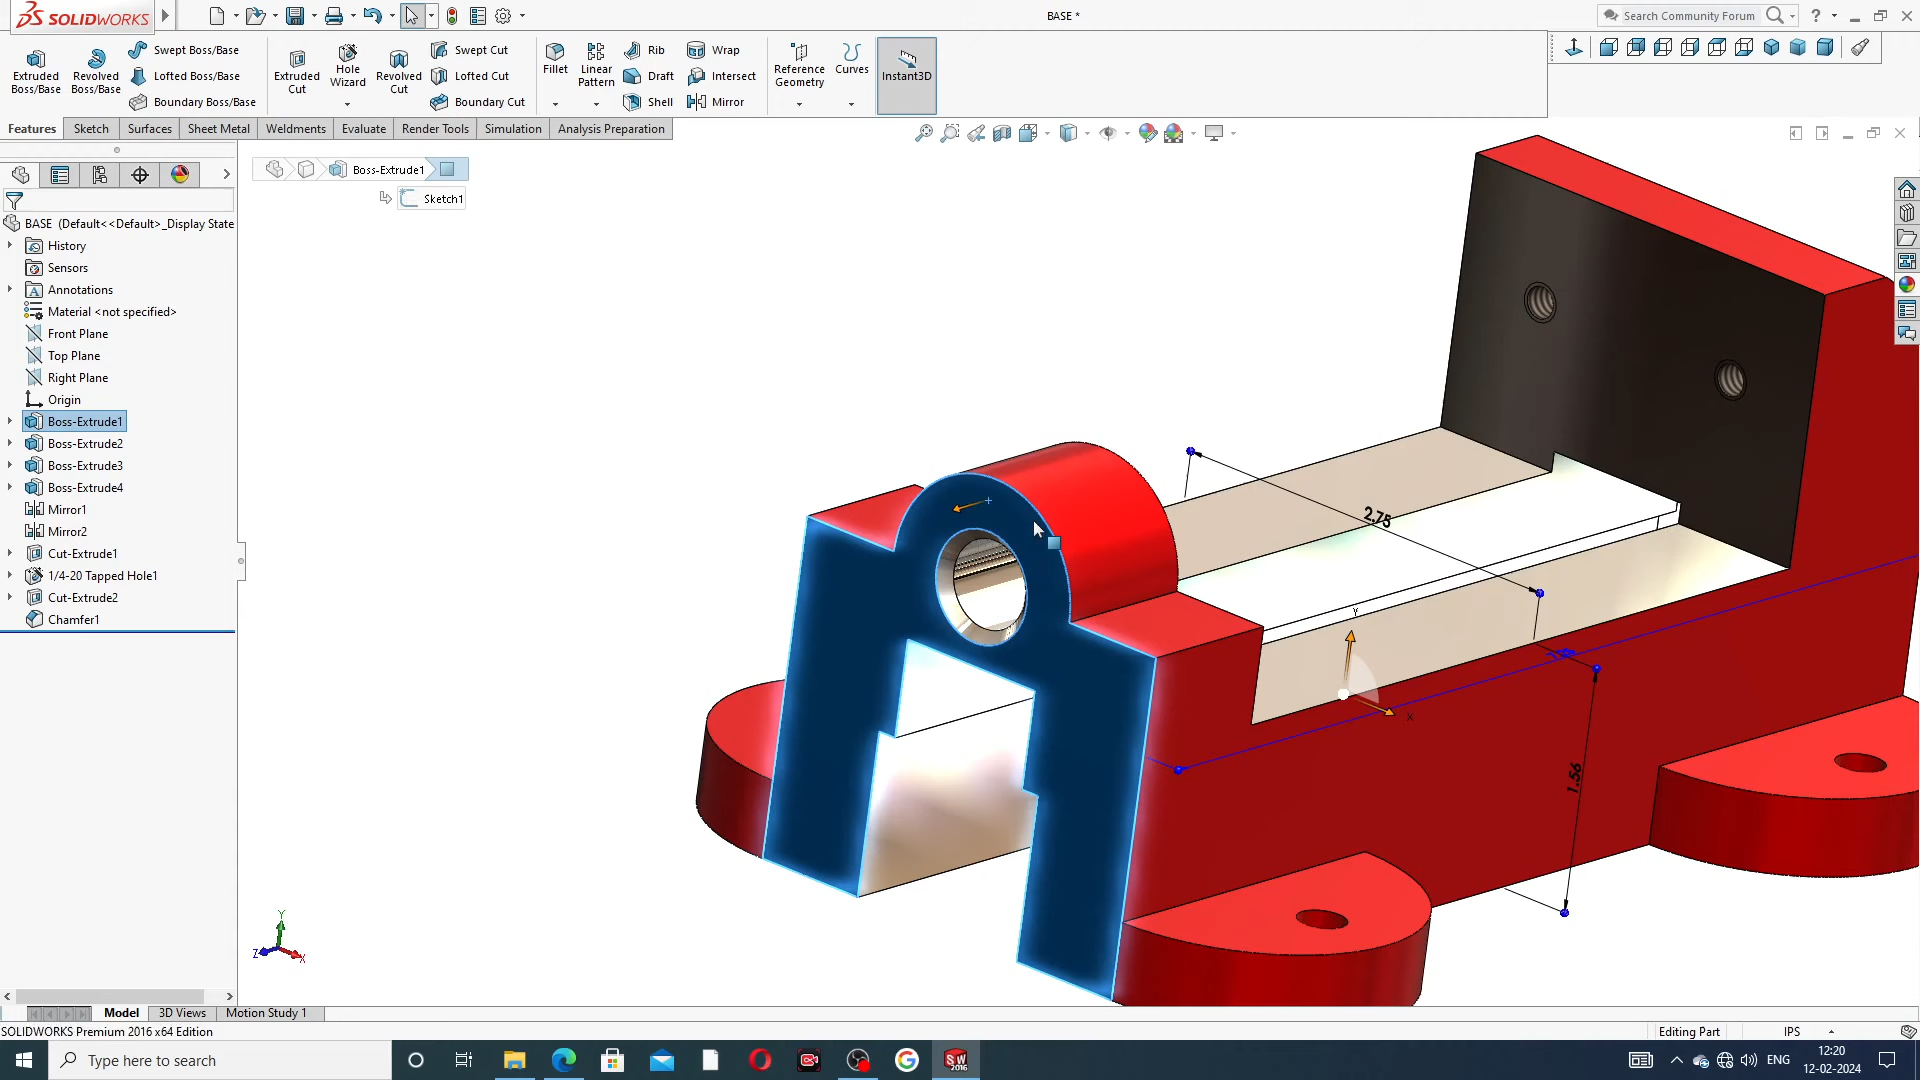 SOLIDWORKS
BASE *
Search Community Forum
Extruded Boss/Base
Revolved Boss/Base
Swept Boss/Base
Lofted Boss/Base
Boundary Boss/Base
Extruded Cut
Hole Wizard
Revolved Cut
Swept Cut
Lofted Cut
Boundary Cut
Fillet
Linear Pattern
Rib
Draft
Shell
Wrap
Intersect
Mirror
Reference Geometry
Curves
Instant3D
Features
Sketch
Surfaces
Sheet Metal
Weldments
Evaluate
Render Tools
Simulation
Analysis Preparation
Boss-Extrude1
Sketch1
BASE (Default<<Default>_Display State
History
Sensors
Annotations
Material <not specified>
Front Plane
Top Plane
Right Plane
Origin
Boss-Extrude1
Boss-Extrude2
Boss-Extrude3
Boss-Extrude4
Mirror1
Mirror2
Cut-Extrude1
1/4-20 Tapped Hole1
Cut-Extrude2
Chamfer1
2.75
1.56
Y
X
Y
Z
X
Model
3D Views
Motion Study 1
SOLIDWORKS Premium 2016 x64 Edition
Editing Part
IPS
Type here to search
SW
2016
ENG
12:20
12-02-2024